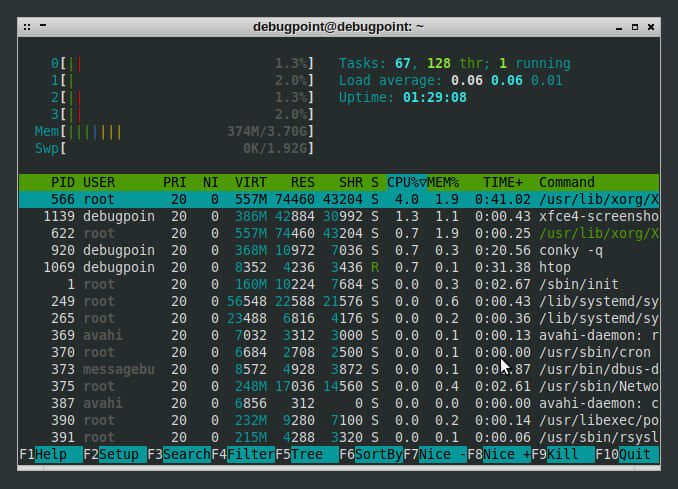 debugpoint@debugpoint: ~
0[|| 1.3%] Tasks: 67, 128 thr; 1 running
1[| 2.0%] Load average: 0.06 0.06 0.01
2[|| 1.3%] Uptime: 01:29:08
3[|| 2.0%]
Mem[||||||| 374M/3.70G]
Swp[ 0K/1.92G]
PID USER PRI NI VIRT RES SHR S CPU%▽MEM% TIME+ Command
566 root 20 0 557M 74460 43204 S 4.0 1.9 0:41.02 /usr/lib/xorg/X
1139 debugpoin 20 0 386M 42884 30992 S 1.3 1.1 0:00.43 xfce4-screensho
622 root 20 0 557M 74460 43204 S 0.7 1.9 0:00.25 /usr/lib/xorg/X
920 debugpoin 20 0 368M 10972 7036 S 0.7 0.3 0:20.56 conky -q
1069 debugpoin 20 0 8352 4236 3436 R 0.7 0.1 0:31.38 htop
1 root 20 0 160M 10224 7684 S 0.0 0.3 0:02.67 /sbin/init
249 root 20 0 56548 22588 21576 S 0.0 0.6 0:00.43 /lib/systemd/sy
265 root 20 0 23488 6816 4176 S 0.0 0.2 0:00.36 /lib/systemd/sy
369 avahi 20 0 7032 3312 3000 S 0.0 0.1 0:00.13 avahi-daemon: r
370 root 20 0 6684 2708 2500 S 0.0 0.1 0:00.00 /usr/sbin/cron
373 messagebu 20 0 8572 4928 3872 S 0.0 0.1 .87 /usr/bin/dbus-d
375 root 20 0 248M 17036 14560 S 0.0 0.4 0:02.61 /usr/sbin/Netwo
387 avahi 20 0 6856 312 0 S 0.0 0.0 0:00.00 avahi-daemon: c
390 root 20 0 232M 9280 7100 S 0.0 0.2 0:00.14 /usr/libexec/po
391 root 20 0 215M 4288 3320 S 0.0 0.1 0:00.06 /usr/sbin/rsysl
F1Help F2Setup F3SearchF4FilterF5Tree F6SortByF7Nice -F8Nice +F9Kill F10Quit